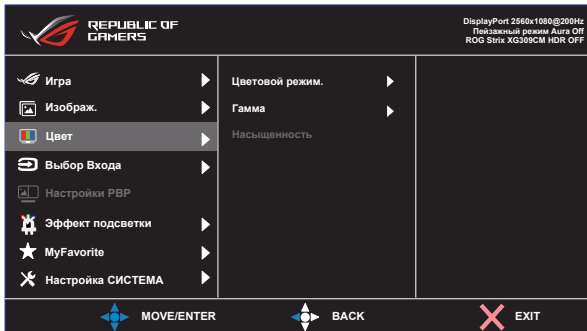 REPUBLIC OF
GAMERS
DisplayPort 2560x1080@200Hz
Пейзажный режим Aura Off
ROG Strix XG309CM HDR OFF
Игра
Изображ.
Цвет
Выбор Входа
Настройки PBP
Эффект подсветки
MyFavorite
Настройка СИСТЕМА
Цветовой режим.
Гамма
Насыщенность
MOVE/ENTER
BACK
EXIT